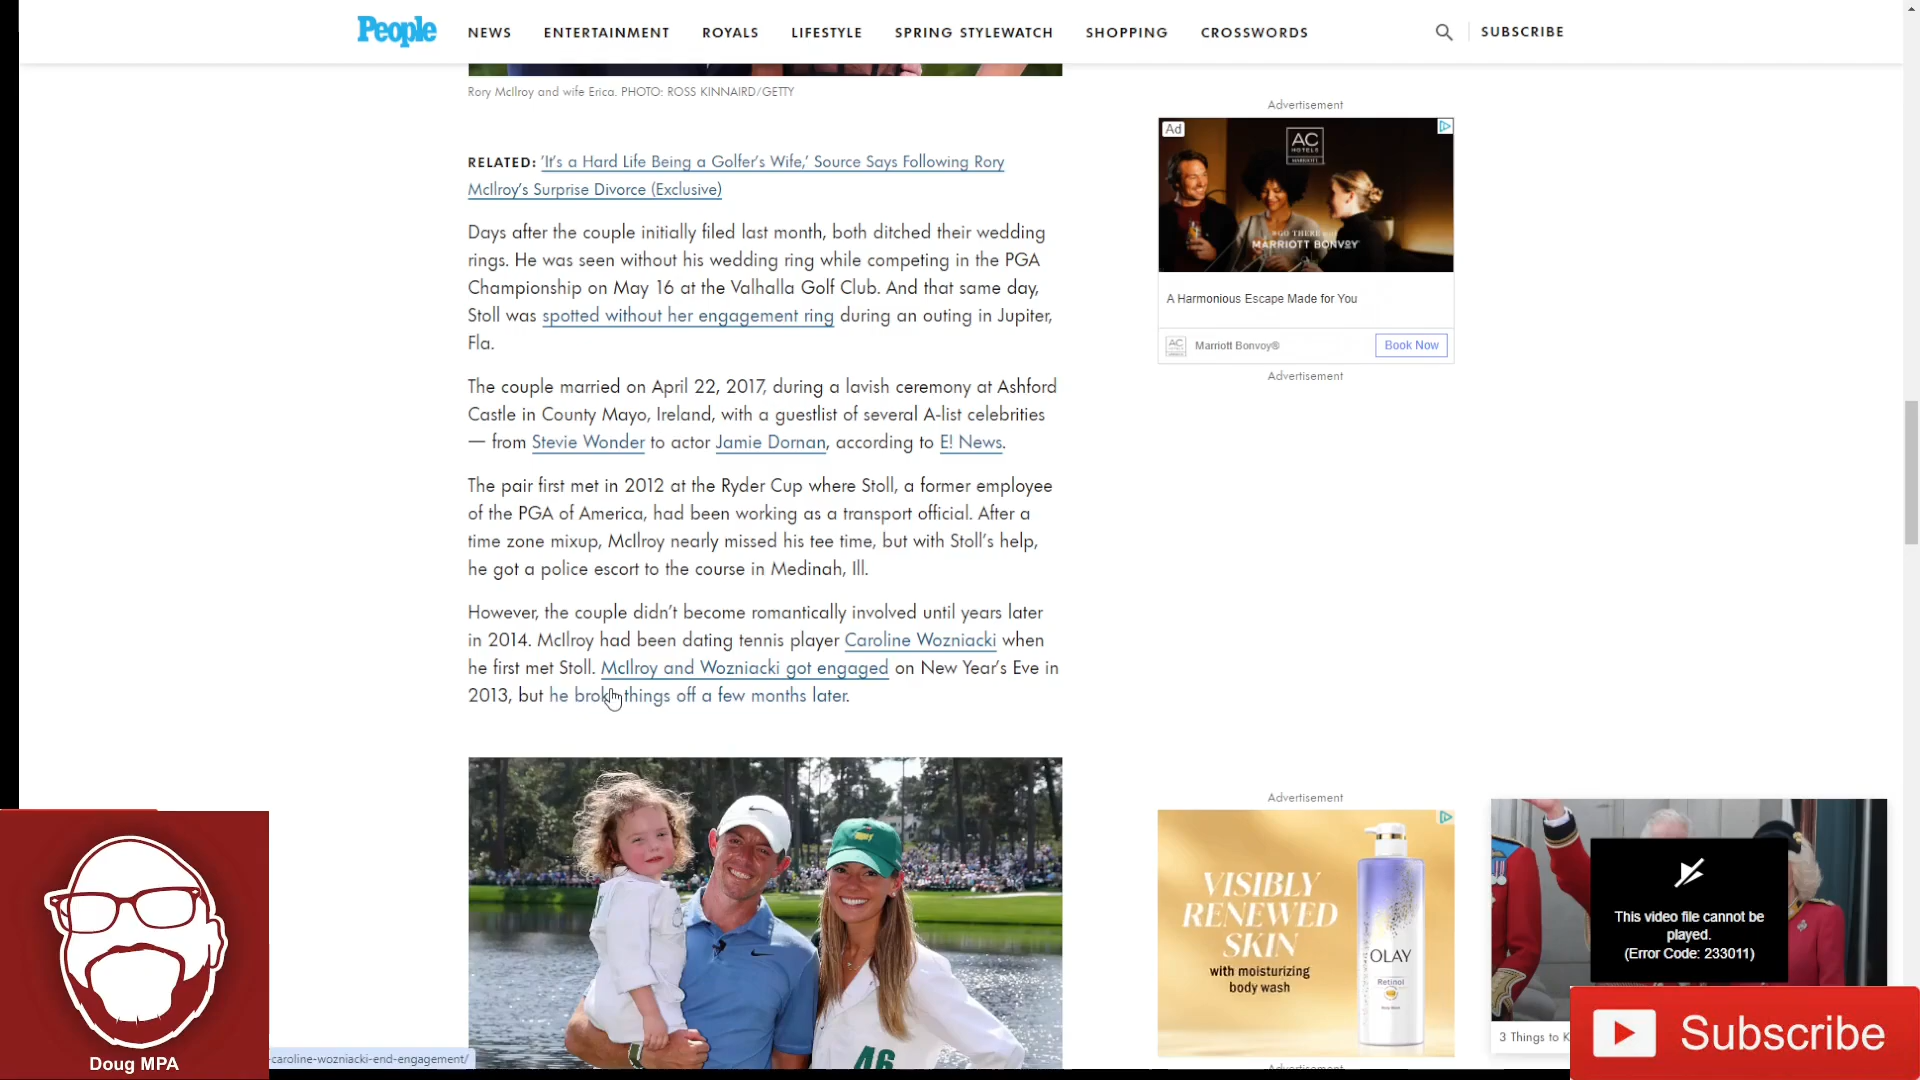 People
NEWS
ENTERTAINMENT
ROYALS
LIFESTYLE
SPRING STYLEWATCH
SHOPPING
CROSSWORDS
SUBSCRIBE
Rory McIlroy and wife Erica. PHOTO: ROSS KINNAIRD/GETTY
RELATED: 'It's a Hard Life Being a Golfer's Wife,' Source Says Following Rory
McIlroy's Surprise Divorce (Exclusive)
Days after the couple initially filed last month, both ditched their wedding
rings. He was seen without his wedding ring while competing in the PGA
Championship on May 16 at the Valhalla Golf Club. And that same day,
Stoll was spotted without her engagement ring during an outing in Jupiter,
Fla.
The couple married on April 22, 2017, during a lavish ceremony at Ashford
Castle in County Mayo, Ireland, with a guestlist of several A-list celebrities
— from Stevie Wonder to actor Jamie Dornan, according to E! News.
The pair first met in 2012 at the Ryder Cup where Stoll, a former employee
of the PGA of America, had been working as a transport official. After a
time zone mixup, McIlroy nearly missed his tee time, but with Stoll's help,
he got a police escort to the course in Medinah, Ill.
However, the couple didn't become romantically involved until years later
in 2014. McIlroy had been dating tennis player Caroline Wozniacki when
he first met Stoll. McIlroy and Wozniacki got engaged on New Year's Eve in
2013, but he brok things off a few months later.
46
Advertisement
Ad
AC
HOTELS
MARRIOTT
GO THERE
MARRIOTT BONVOY
A Harmonious Escape Made for You
AC
Marriott Bonvoy®
Book Now
Advertisement
Advertisement
VISIBLY
RENEWED
SKIN
with moisturizing
body wash
OLAY
Retinol
Advertisement
This video file cannot be
played.
(Error Code: 233011)
3 Things to K
Subscribe
Doug MPA
-caroline-wozniacki-end-engagement/